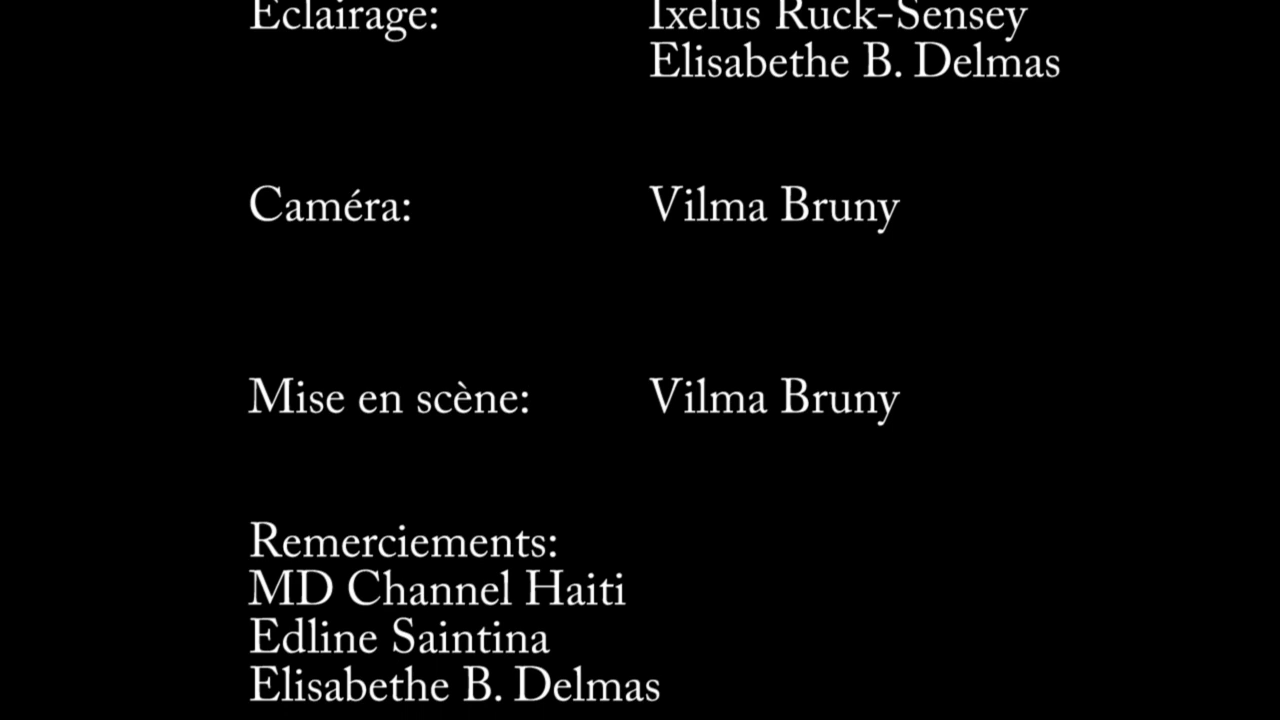 Eclairage: Ixelus Ruck-Sensey
Elisabethe B. Delmas
Caméra: Vilma Bruny
Mise en scène: Vilma Bruny
Remerciements:
MD Channel Haiti
Edline Saintina
Elisabethe B. Delmas